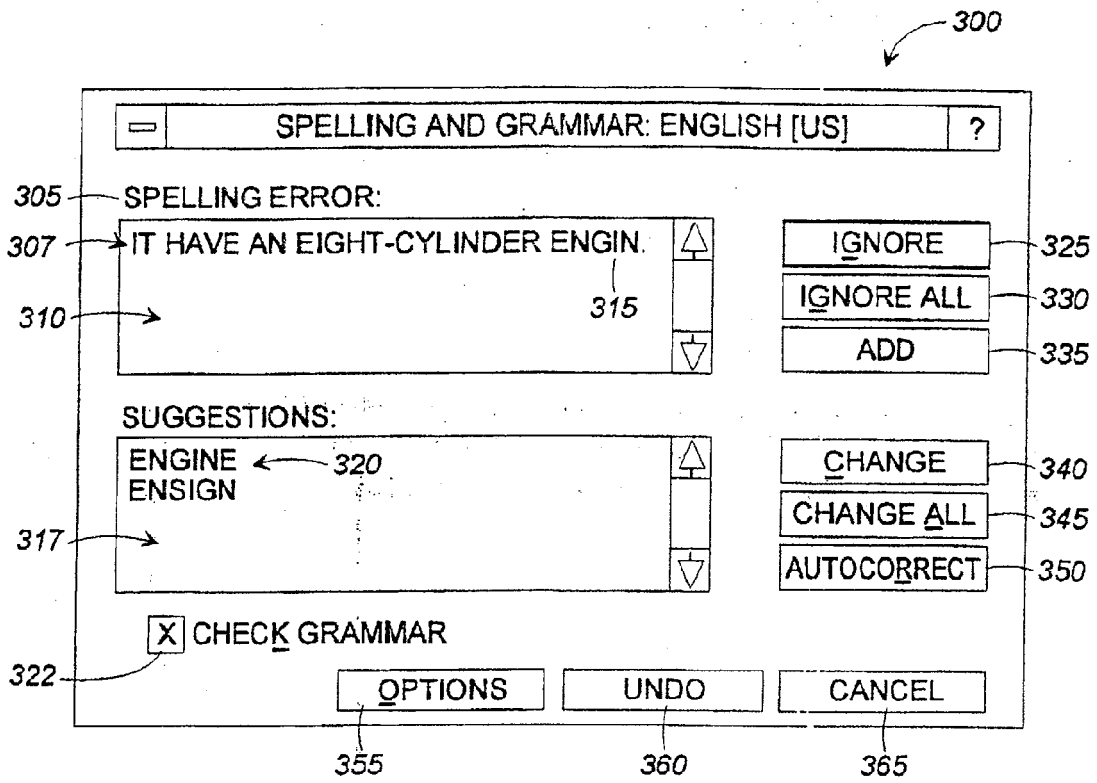 300
SPELLING AND GRAMMAR: ENGLISH [US] ?
305 SPELLING ERROR:
307 IT HAVE AN EIGHT-CYLINDER ENGIN.
315
310
IGNORE 325
IGNORE ALL 330
ADD 335
SUGGESTIONS:
ENGINE 320
ENSIGN
317
CHANGE 340
CHANGE ALL 345
AUTOCORRECT 350
X CHECK GRAMMAR
322
OPTIONS UNDO CANCEL
355 360 365